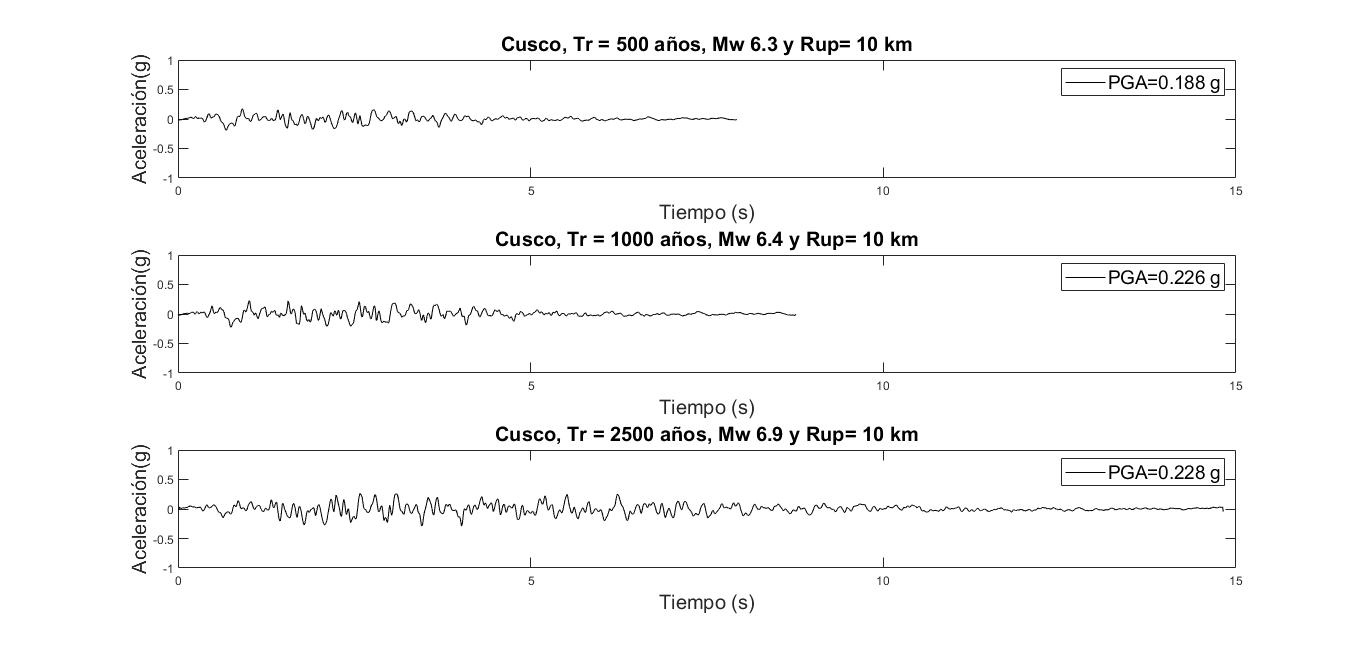 Cusco, Tr = 500 años, Mw 6.3 y Rup= 10 km
Aceleración(g)
1
0.5
0
-0.5
-1
PGA=0.188 g
0 5 10 15
Tiempo (s)
Cusco, Tr = 1000 años, Mw 6.4 y Rup= 10 km
Aceleración(g)
1
0.5
0
-0.5
-1
PGA=0.226 g
0 5 10 15
Tiempo (s)
Cusco, Tr = 2500 años, Mw 6.9 y Rup= 10 km
Aceleración(g)
1
0.5
0
-0.5
-1
PGA=0.228 g
0 5 10 15
Tiempo (s)